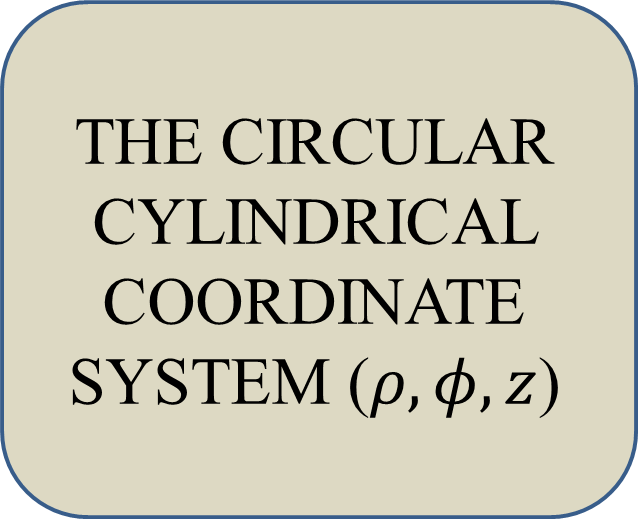 THE CIRCULAR
CYLINDRICAL
COORDINATE
SYSTEM (𝜌, 𝜙, 𝑧)